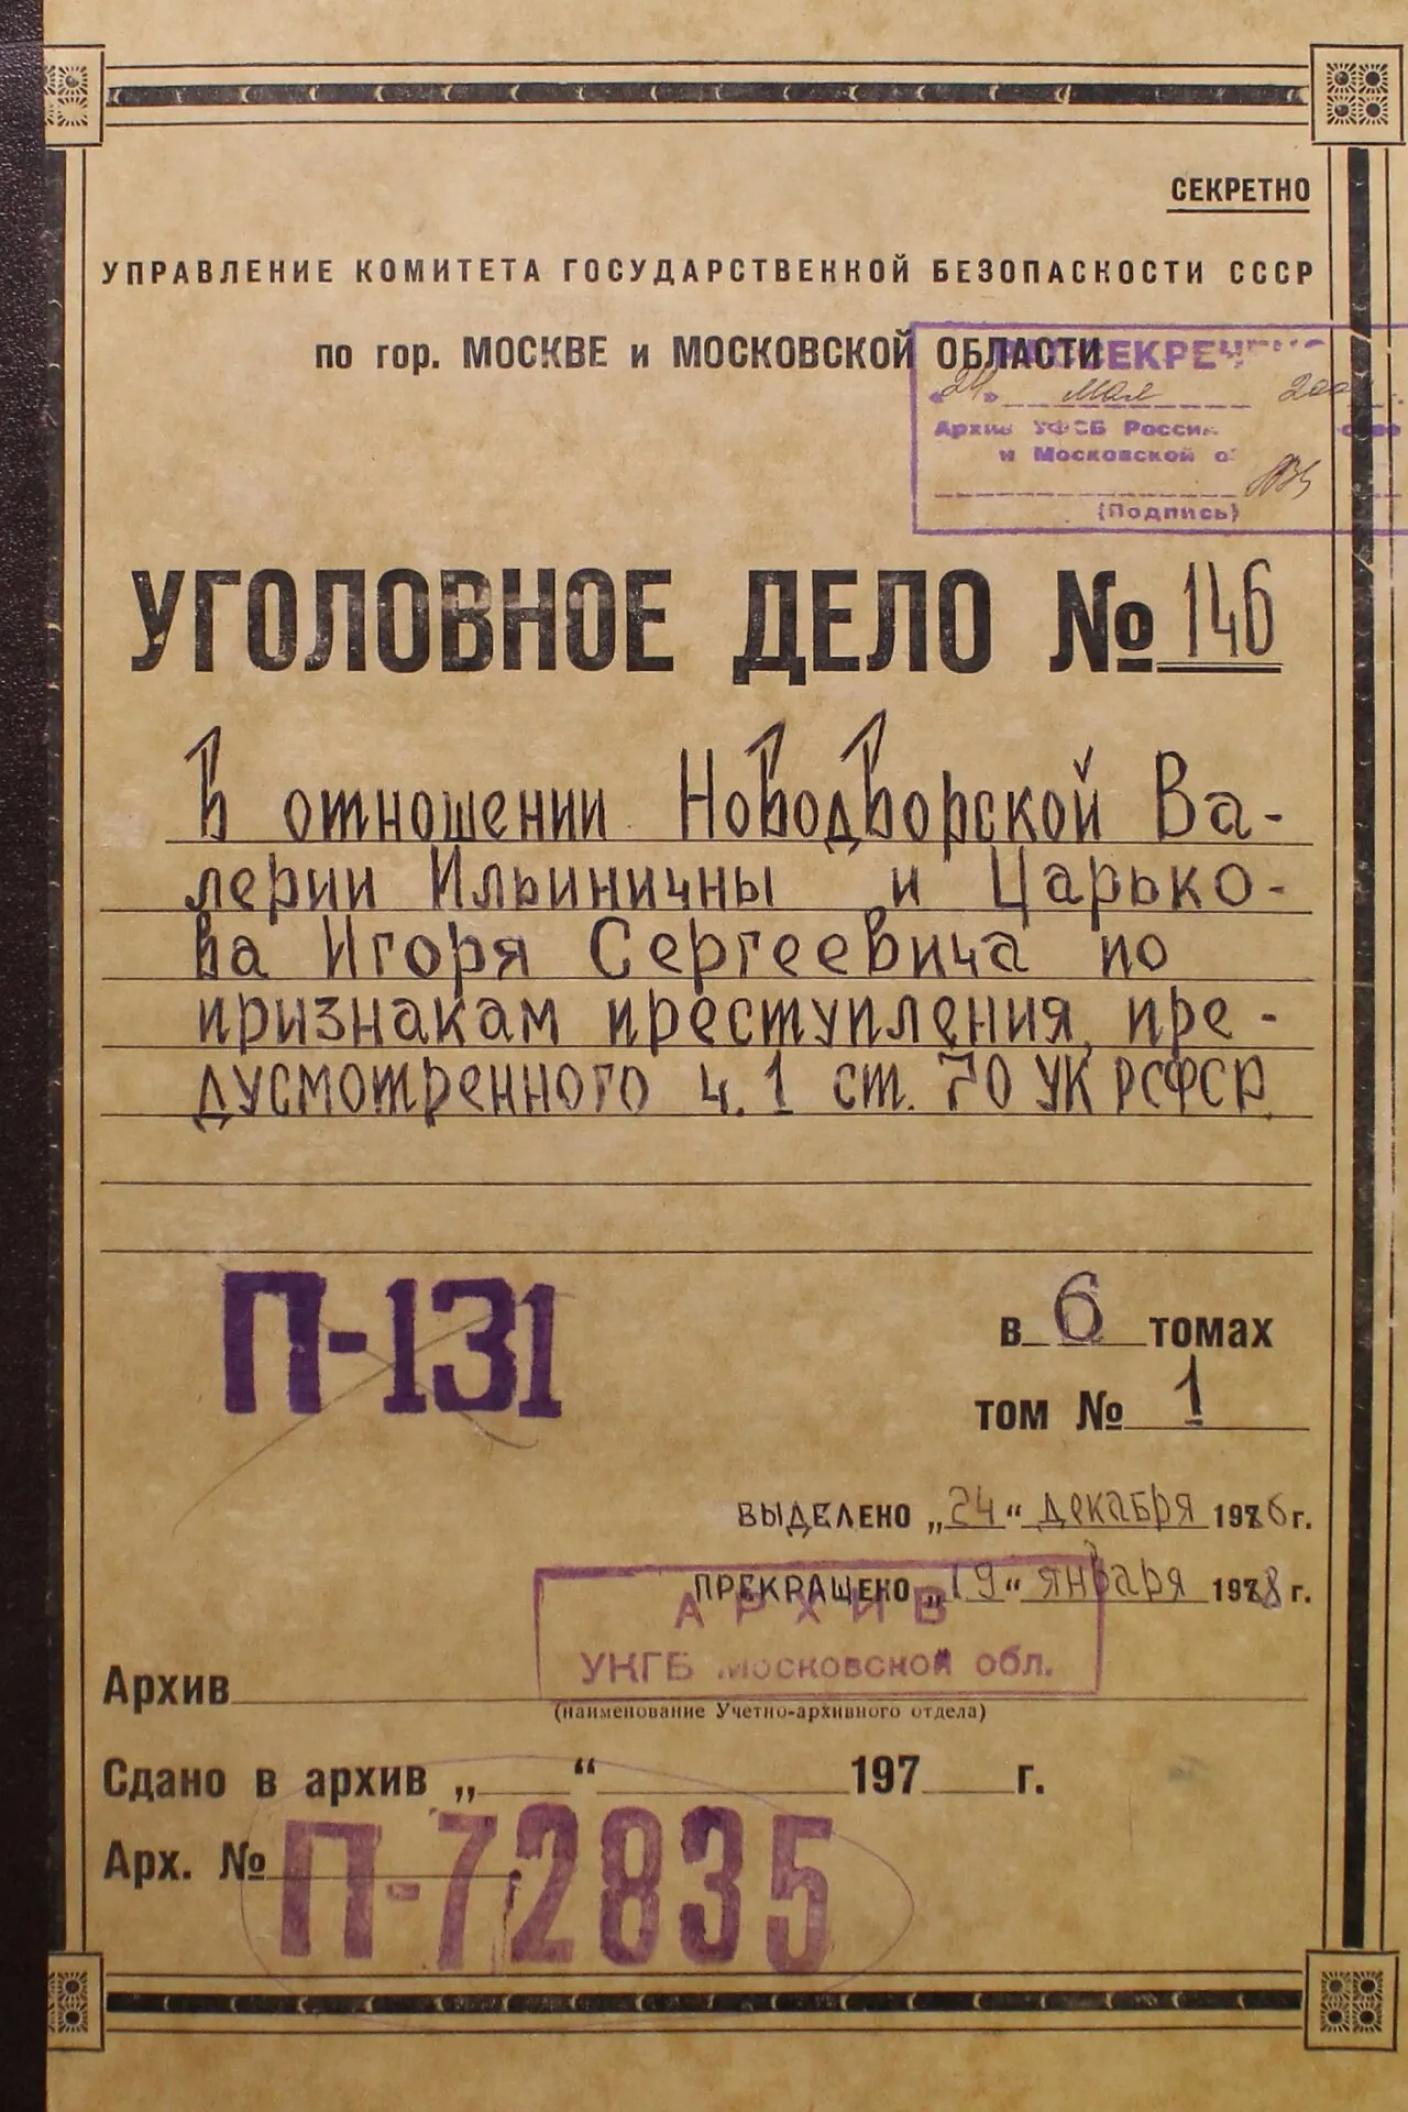 СЕКРЕТНО
УПРАВЛЕНИЕ КОМИТЕТА ГОСУДАРСТВЕННОЙ БЕЗОПАСНОСТИ СССР
по гор. МОСКВЕ и МОСКОВСКОЙ ОБЛАСТИ
РАССЕКРЕЧЕНО
«24» мая
Архив УФСБ России
и Московской
(Подпись)
УГОЛОВНОЕ ДЕЛО № 146
В отношении Новодворской Ва-
лерии Ильиничны и Царько-
ва Игоря Сергеевича по
признакам преступления, пре-
дусмотренного ч. 1 ст. 70 УК РСФСР.
П-131
в 6 томах
том № 1
ВЫДЕЛЕНО „24“ декабря 1986 г.
ПРЕКРАЩЕНО „19“ января 1988 г.
АРХИВ
УКГБ Московской обл.
Архив
(наименование Учетно-архивного отдела)
Сдано в архив „ “ 197 г.
Арх. № П-72835